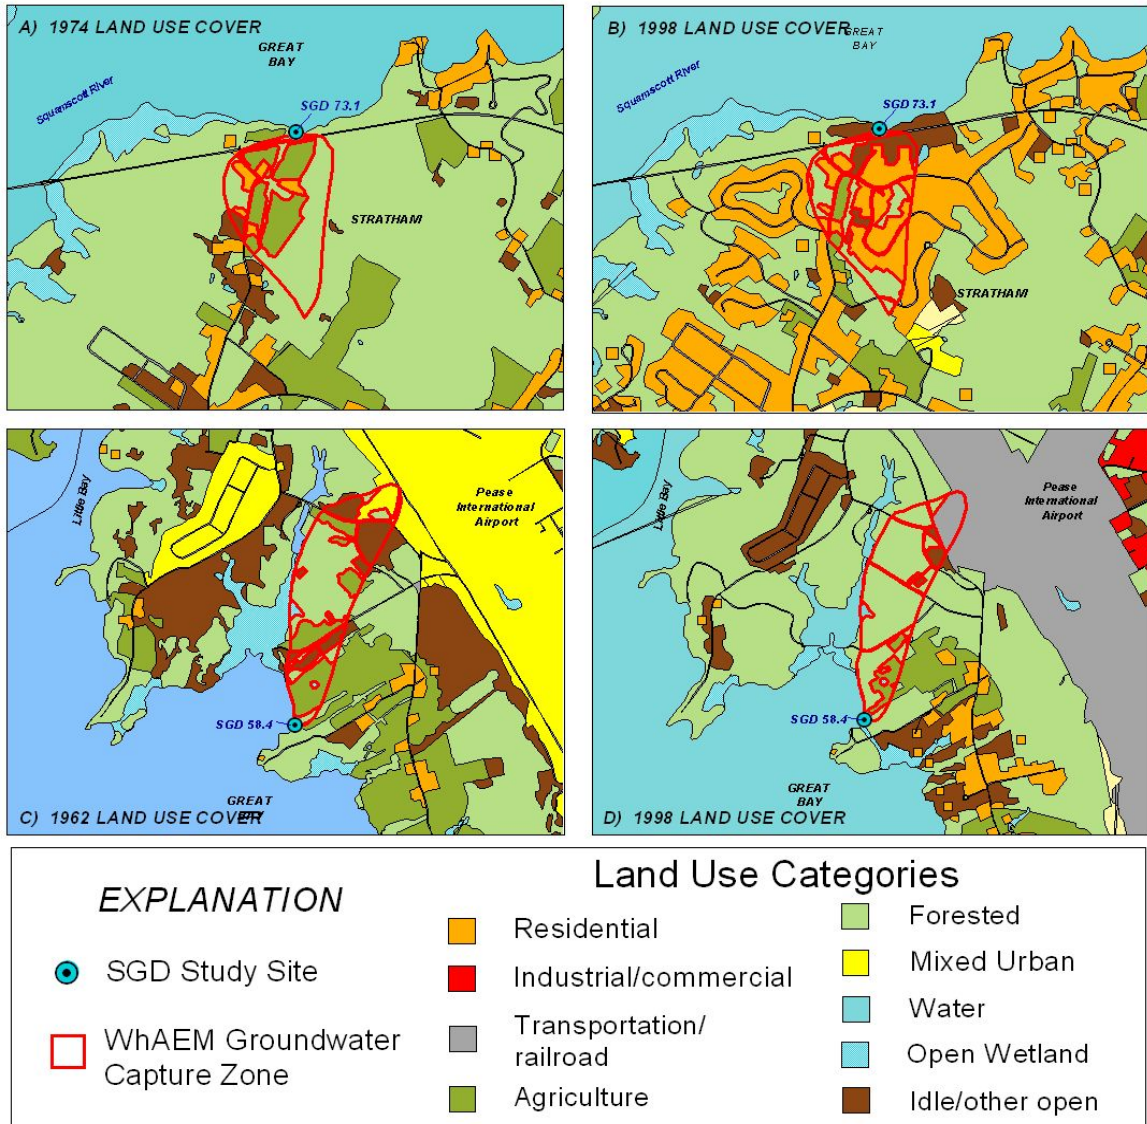 A) 1974 LAND USE COVER
GREAT
BAY
Squamscott River
SGD 73.1
STRATHAM
B) 1998 LAND USE COVER
GREAT
BAY
Squamscott River
SGD 73.1
STRATHAM
Little Bay
Pease
International
Airport
SGD 58.4
GREAT
BAY
C) 1962 LAND USE COVER
Little Bay
Pease
International
Airport
SGD 58.4
GREAT
BAY
D) 1998 LAND USE COVER
EXPLANATION
SGD Study Site
WhAEM Groundwater
Capture Zone
Land Use Categories
Residential
Industrial/commercial
Transportation/
railroad
Agriculture
Forested
Mixed Urban
Water
Open Wetland
Idle/other open